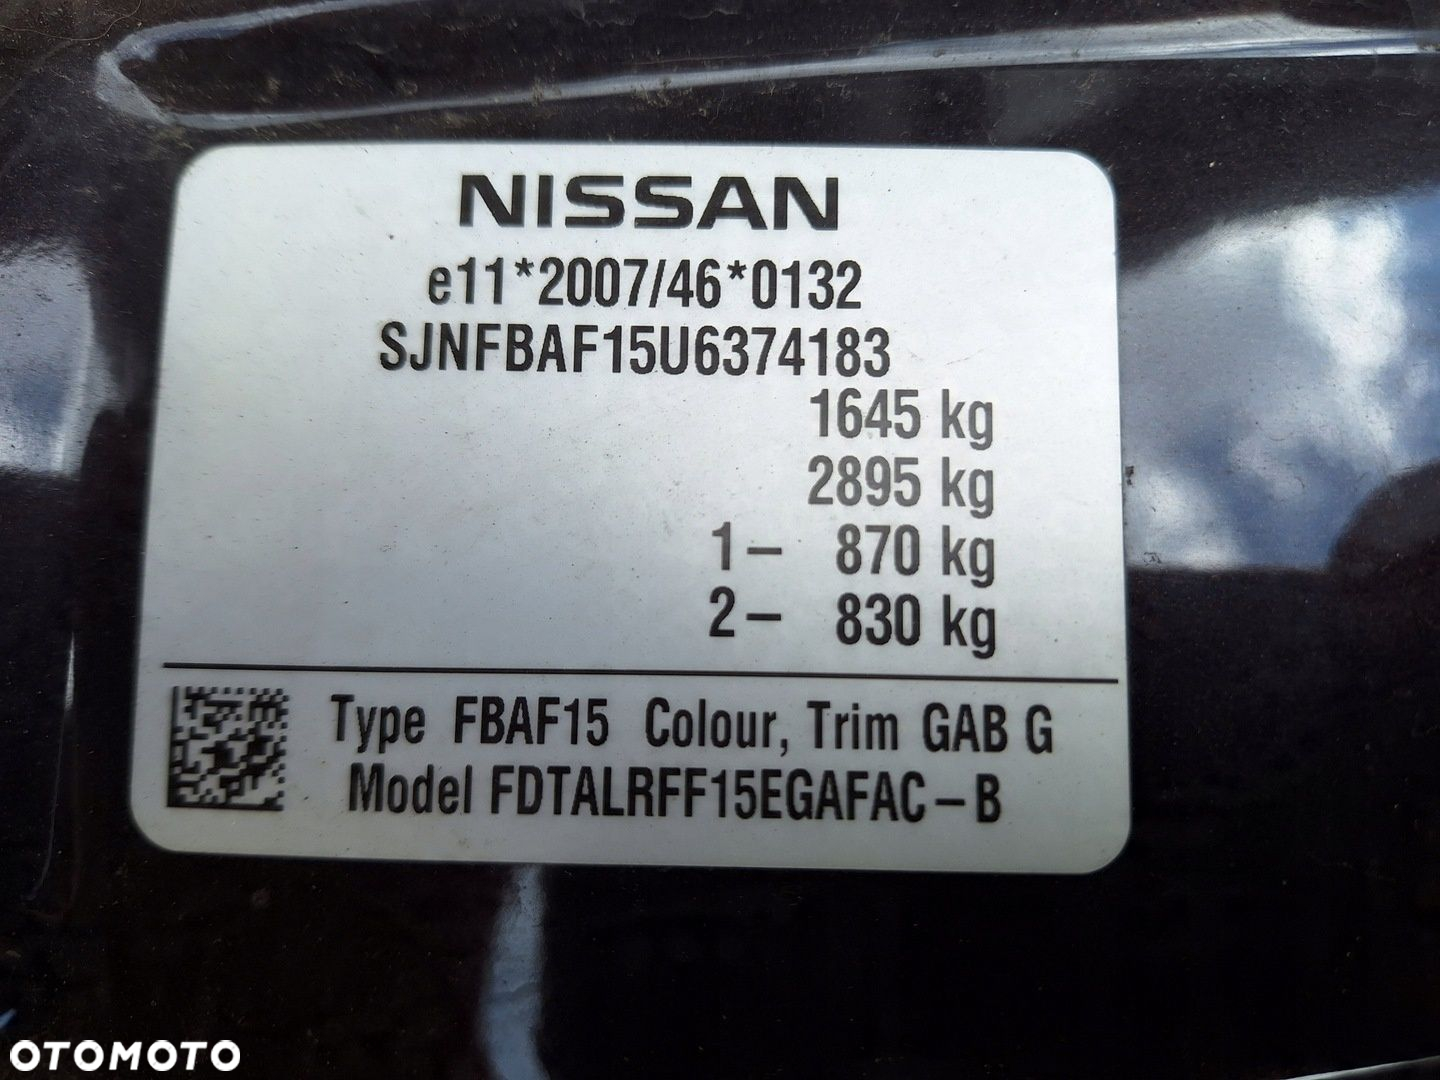 NISSAN
e11*2007/46*0132
SJNFBAF15U6374183
1645 kg
2895 kg
1– 870 kg
2– 830 kg
Type FBAF15 Colour, Trim GAB G
Model FDTALRFF15EGAFAC–B
OTOMOTO